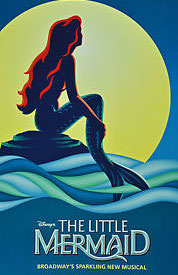 Disney's
THE LITTLE
MERMAID
BROADWAY'S SPARKLING NEW MUSICAL